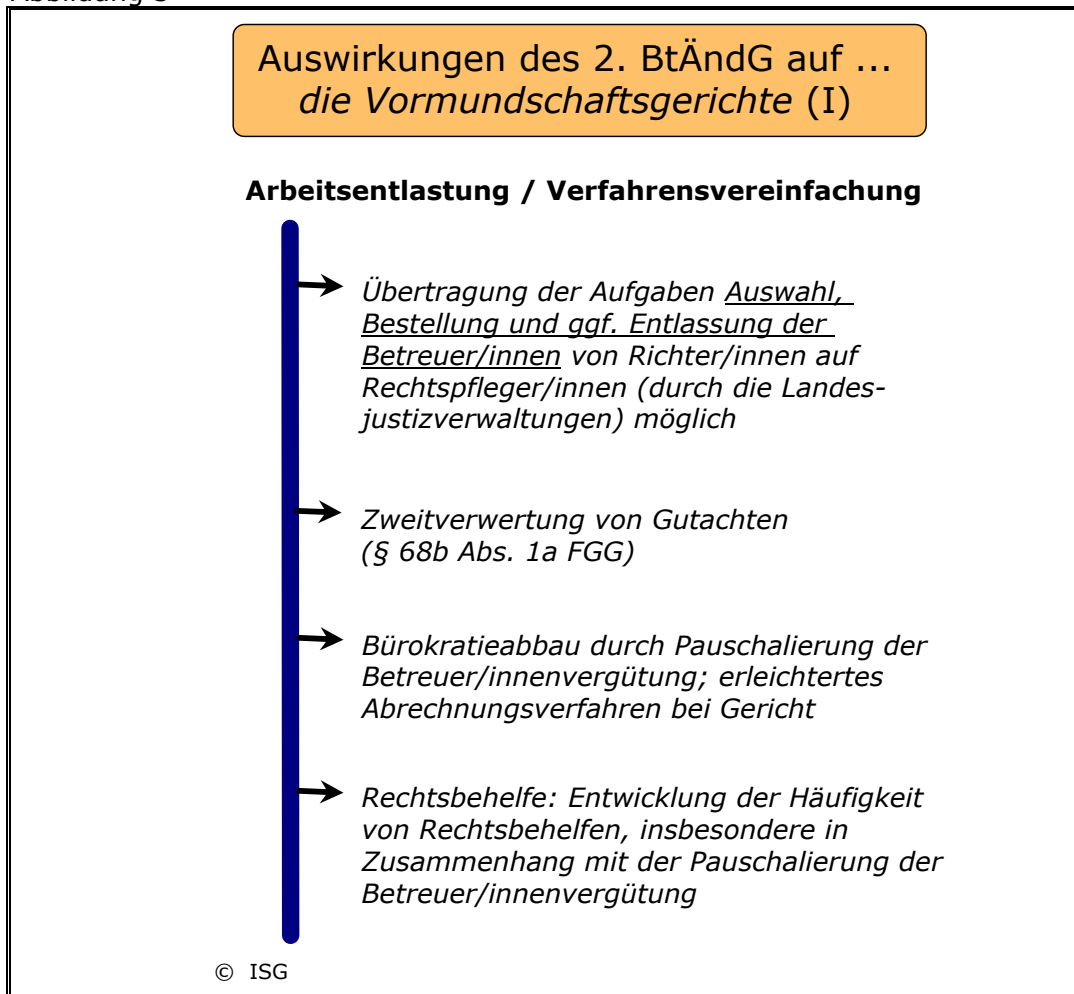 Auswirkungen des 2. BtÄndG auf ...
die Vormundschaftsgerichte (I)
Arbeitsentlastung / Verfahrensvereinfachung
Übertragung der Aufgaben Auswahl,
Bestellung und ggf. Entlassung der
Betreuer/innen von Richter/innen auf
Rechtspfleger/innen (durch die Landes-
justizverwaltungen) möglich
Zweitverwertung von Gutachten
(§ 68b Abs. 1a FGG)
Bürokratieabbau durch Pauschalierung der
Betreuer/innenvergütung; erleichtertes
Abrechnungsverfahren bei Gericht
Rechtsbehelfe: Entwicklung der Häufigkeit
von Rechtsbehelfen, insbesondere in
Zusammenhang mit der Pauschalierung der
Betreuer/innenvergütung
© ISG